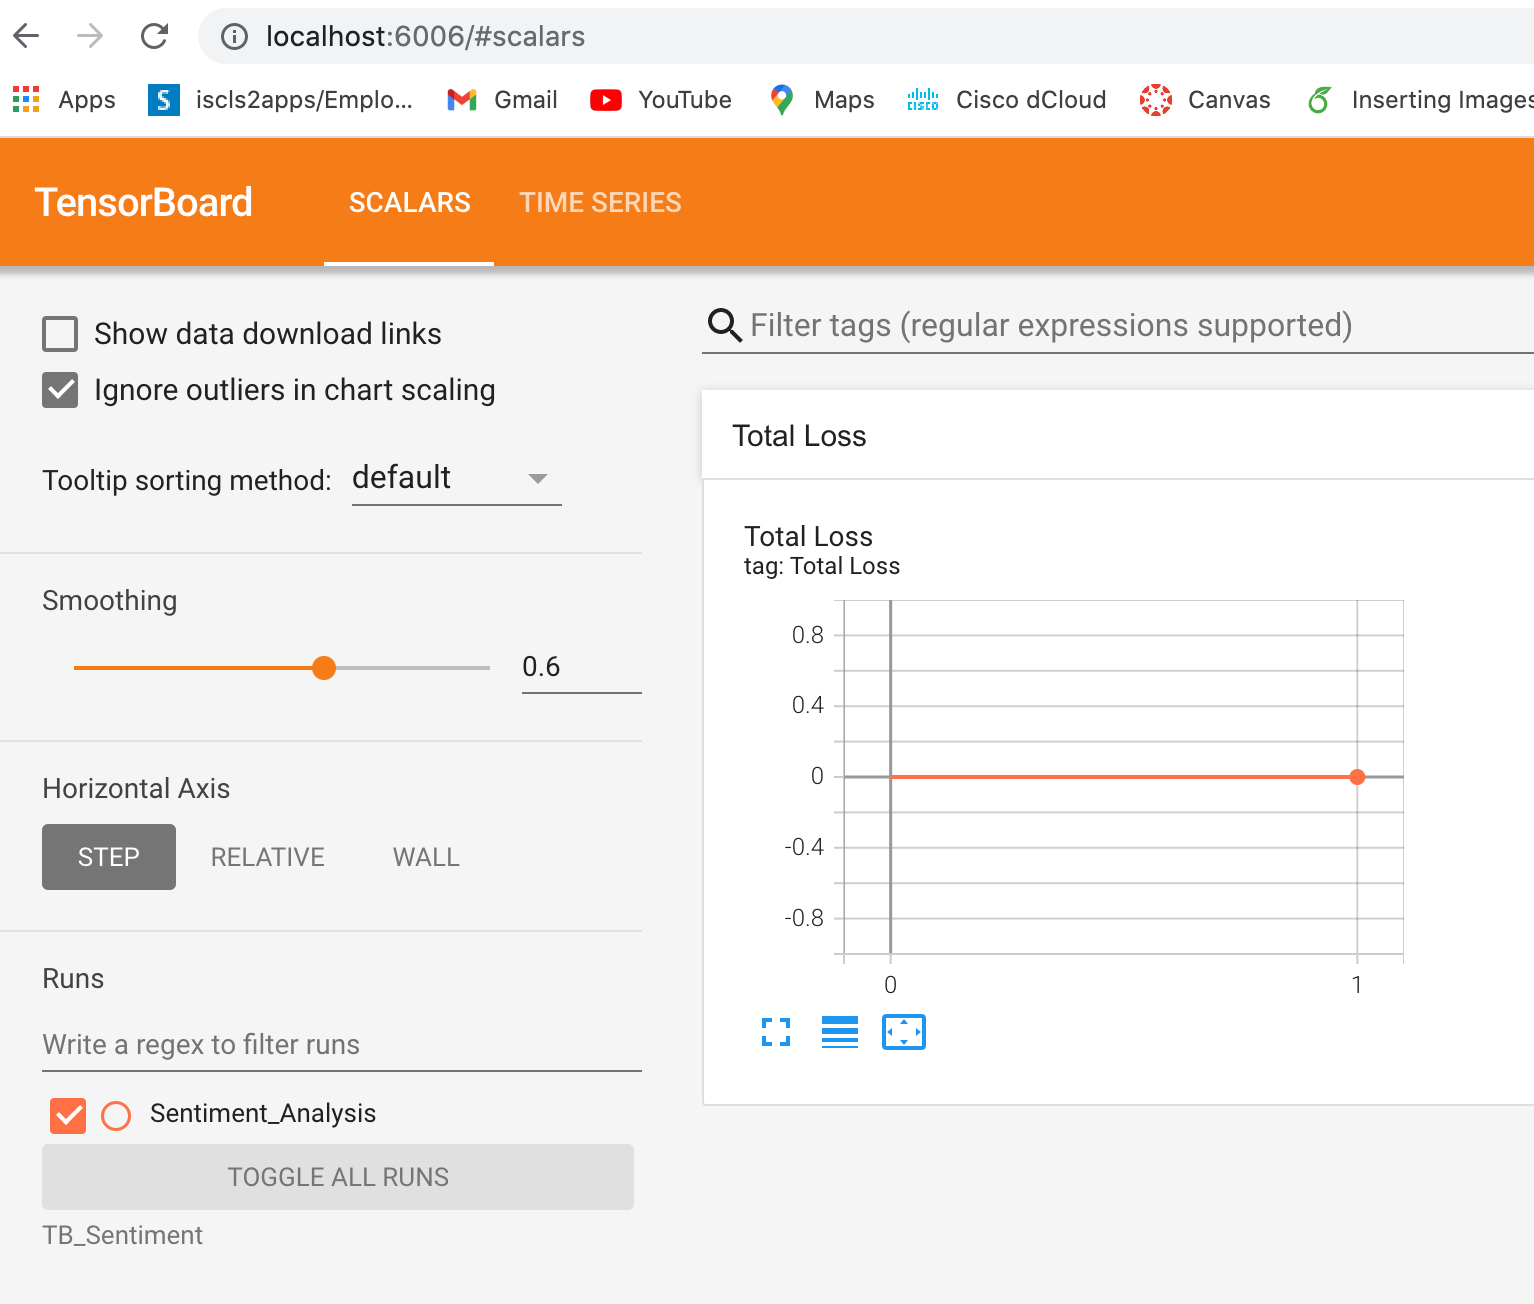 localhost:6006/#scalars
Apps iscls2apps/Emplo... Gmail YouTube Maps CISCO Cisco dCloud Canvas Inserting Images
TensorBoard SCALARS TIME SERIES
Show data download links
Ignore outliers in chart scaling
Tooltip sorting method: default
Smoothing
0.6
Horizontal Axis
STEP RELATIVE WALL
Runs
Write a regex to filter runs
Sentiment_Analysis
TOGGLE ALL RUNS
TB_Sentiment
Filter tags (regular expressions supported)
Total Loss
Total Loss
tag: Total Loss
0.8
0.4
0
-0.4
-0.8
0 1